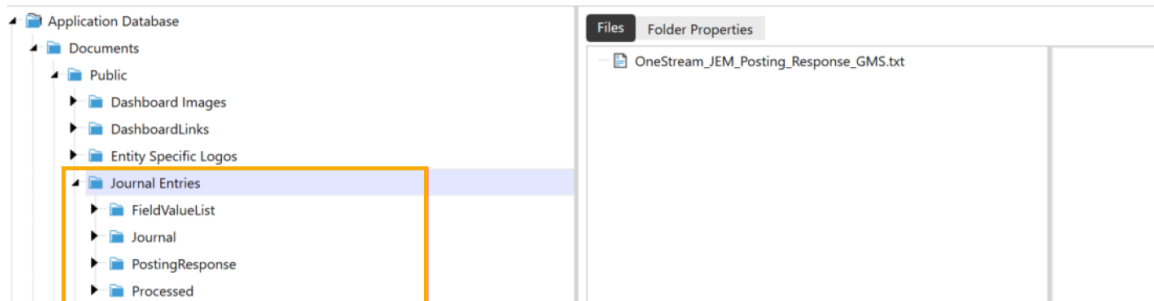 Application Database
Documents
Public
Dashboard Images
DashboardLinks
Entity Specific Logos
Journal Entries
FieldValueList
Journal
PostingResponse
Processed
Files Folder Properties
OneStream_JEM_Posting_Response_GMS.txt